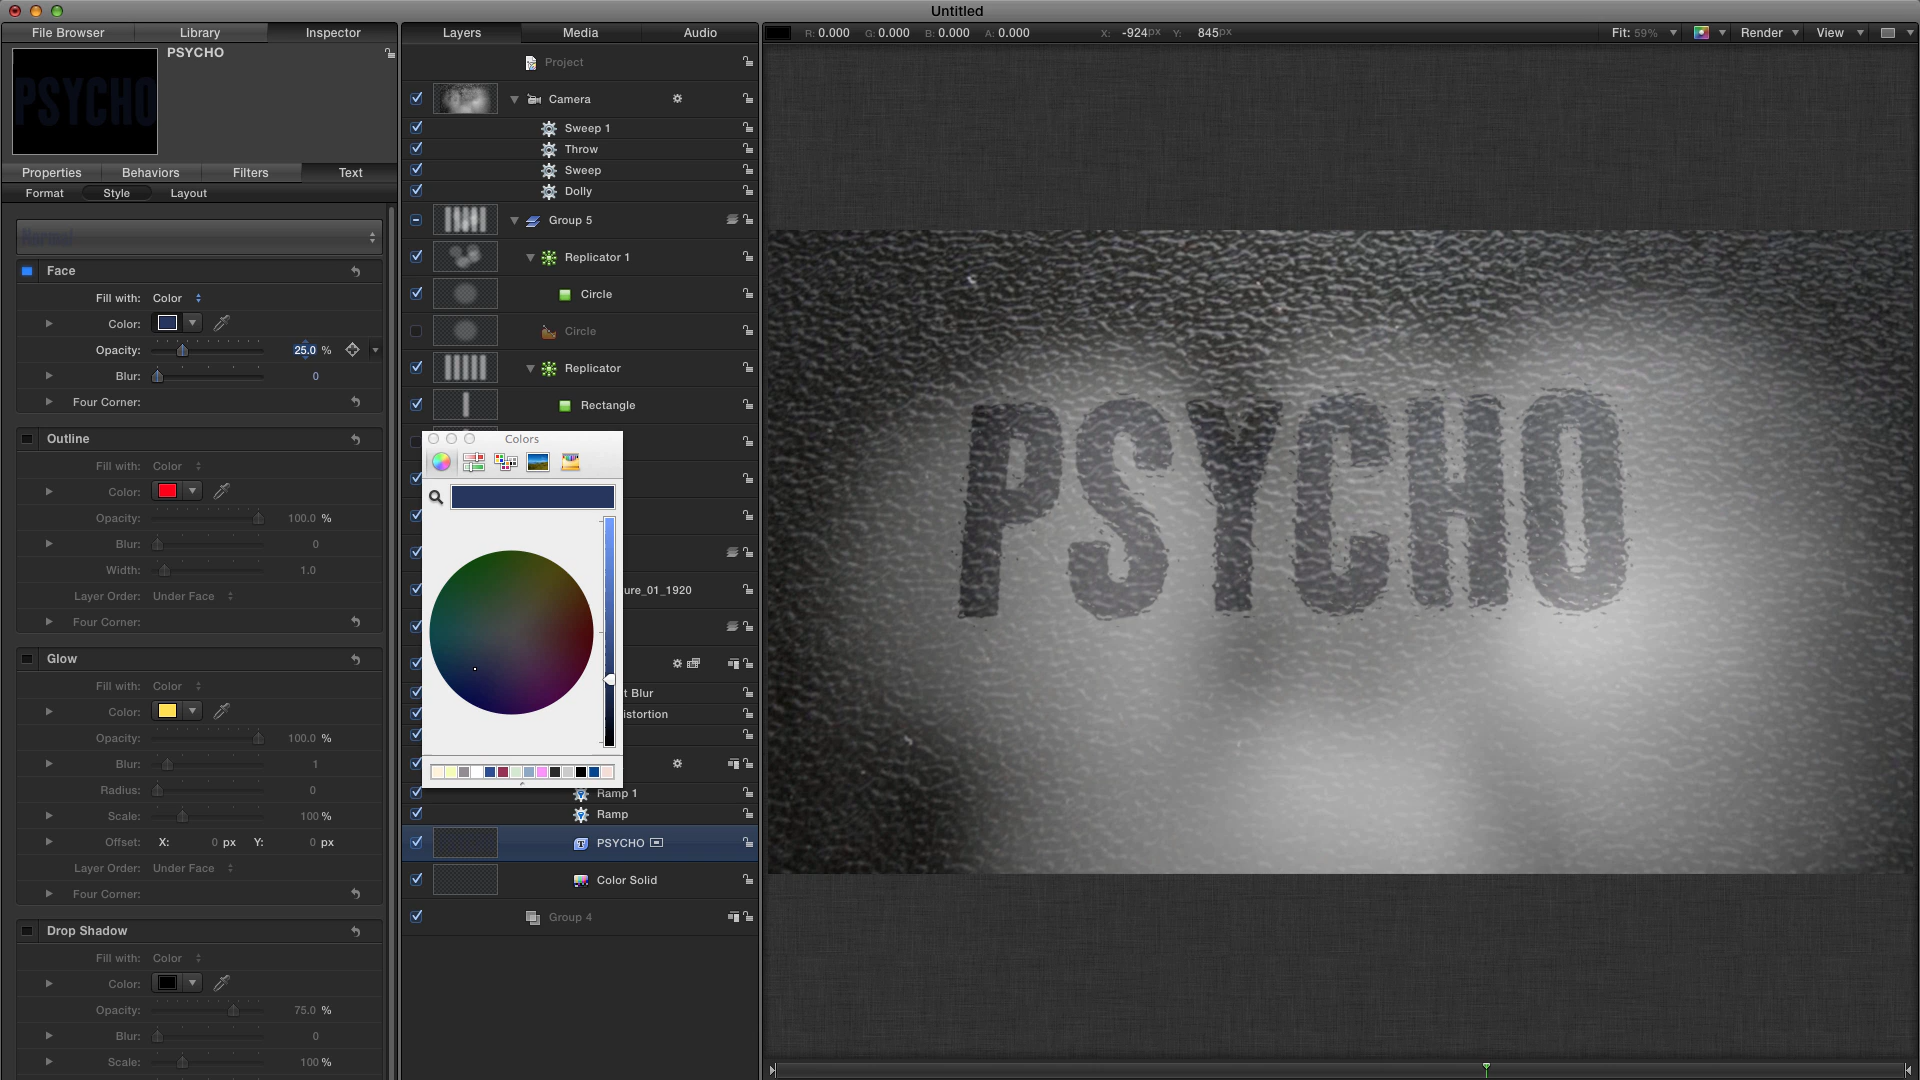 Untitled
File Browser Library Inspector Layers Media Audio R: 0.000 G: 0.000 B: 0.000 A: 0.000 X: -924px Y: 845px Fit: 59% Render View
PSYCHO
PSYCHO
Properties Behaviors Filters Text
Format Style Layout
Normal
Face
Fill with: Color
Color:
Opacity: 25.0 %
Blur: 0
Four Corner:
Outline
Fill with: Color
Color:
Opacity: 100.0 %
Blur: 0
Width: 1.0
Layer Order: Under Face
Four Corner:
Glow
Fill with: Color
Color:
Opacity: 100.0 %
Blur: 1
Radius: 0
Scale: 100 %
Offset: X: 0 px Y: 0 px
Layer Order: Under Face
Four Corner:
Drop Shadow
Fill with: Color
Color:
Opacity: 75.0 %
Blur: 0
Scale: 100 %
Project
Camera
Sweep 1
Throw
Sweep
Dolly
Group 5
Replicator 1
Circle
Circle
Replicator
Rectangle
Colors
ure_01_1920
t Blur
istortion
Ramp 1
Ramp
PSYCHO
Color Solid
Group 4
PSYCHO